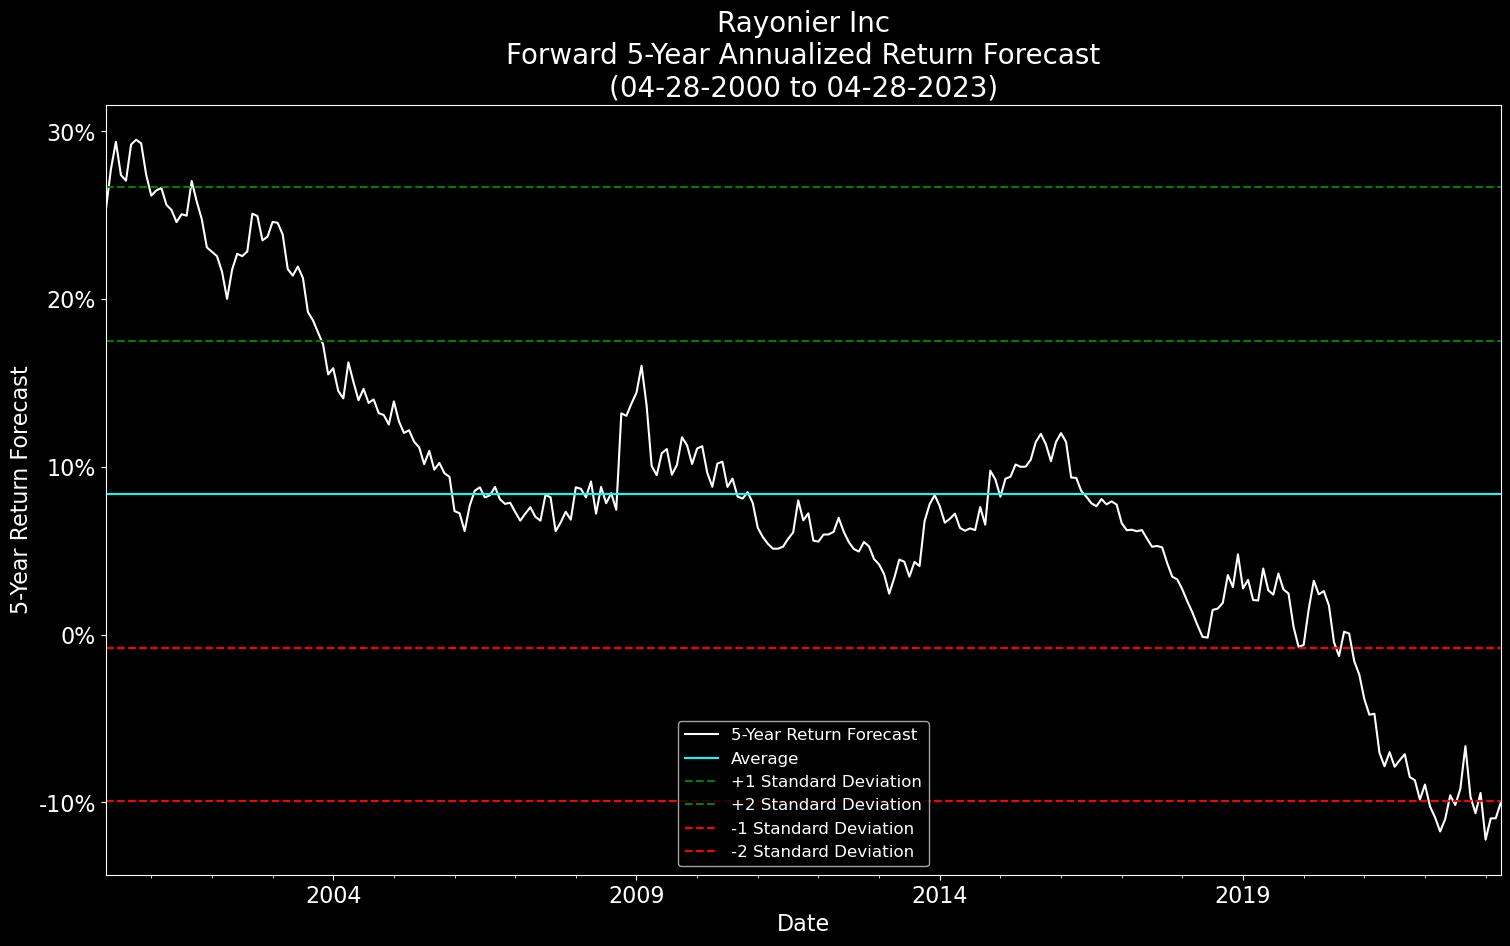 Rayonier Inc
Forward 5-Year Annualized Return Forecast
(04-28-2000 to 04-28-2023)
5-Year Return Forecast
30%
20%
10%
0%
-10%
5-Year Return Forecast
Average
+1 Standard Deviation
+2 Standard Deviation
-1 Standard Deviation
-2 Standard Deviation
2004
2009
2014
2019
Date